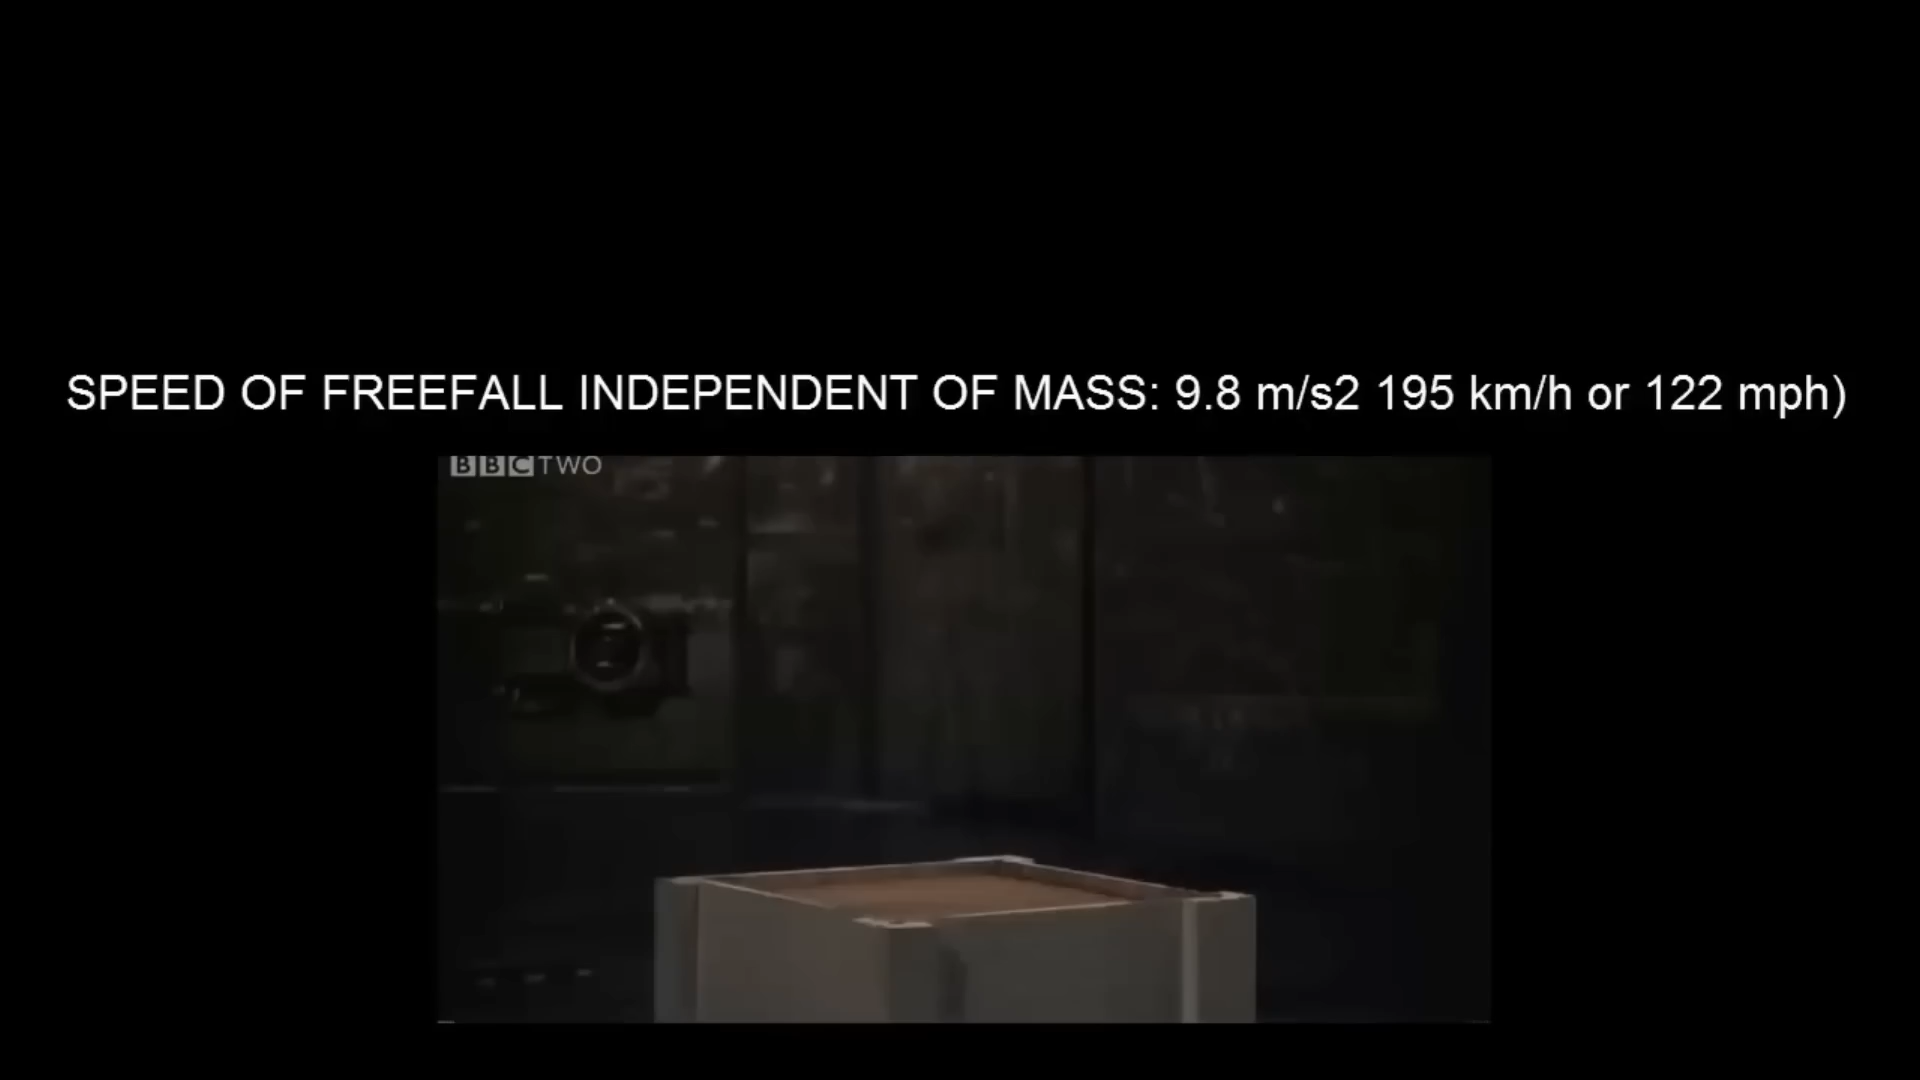 SPEED OF FREEFALL INDEPENDENT OF MASS: 9.8 m/s2 195 km/h or 122 mph)
BBC TWO